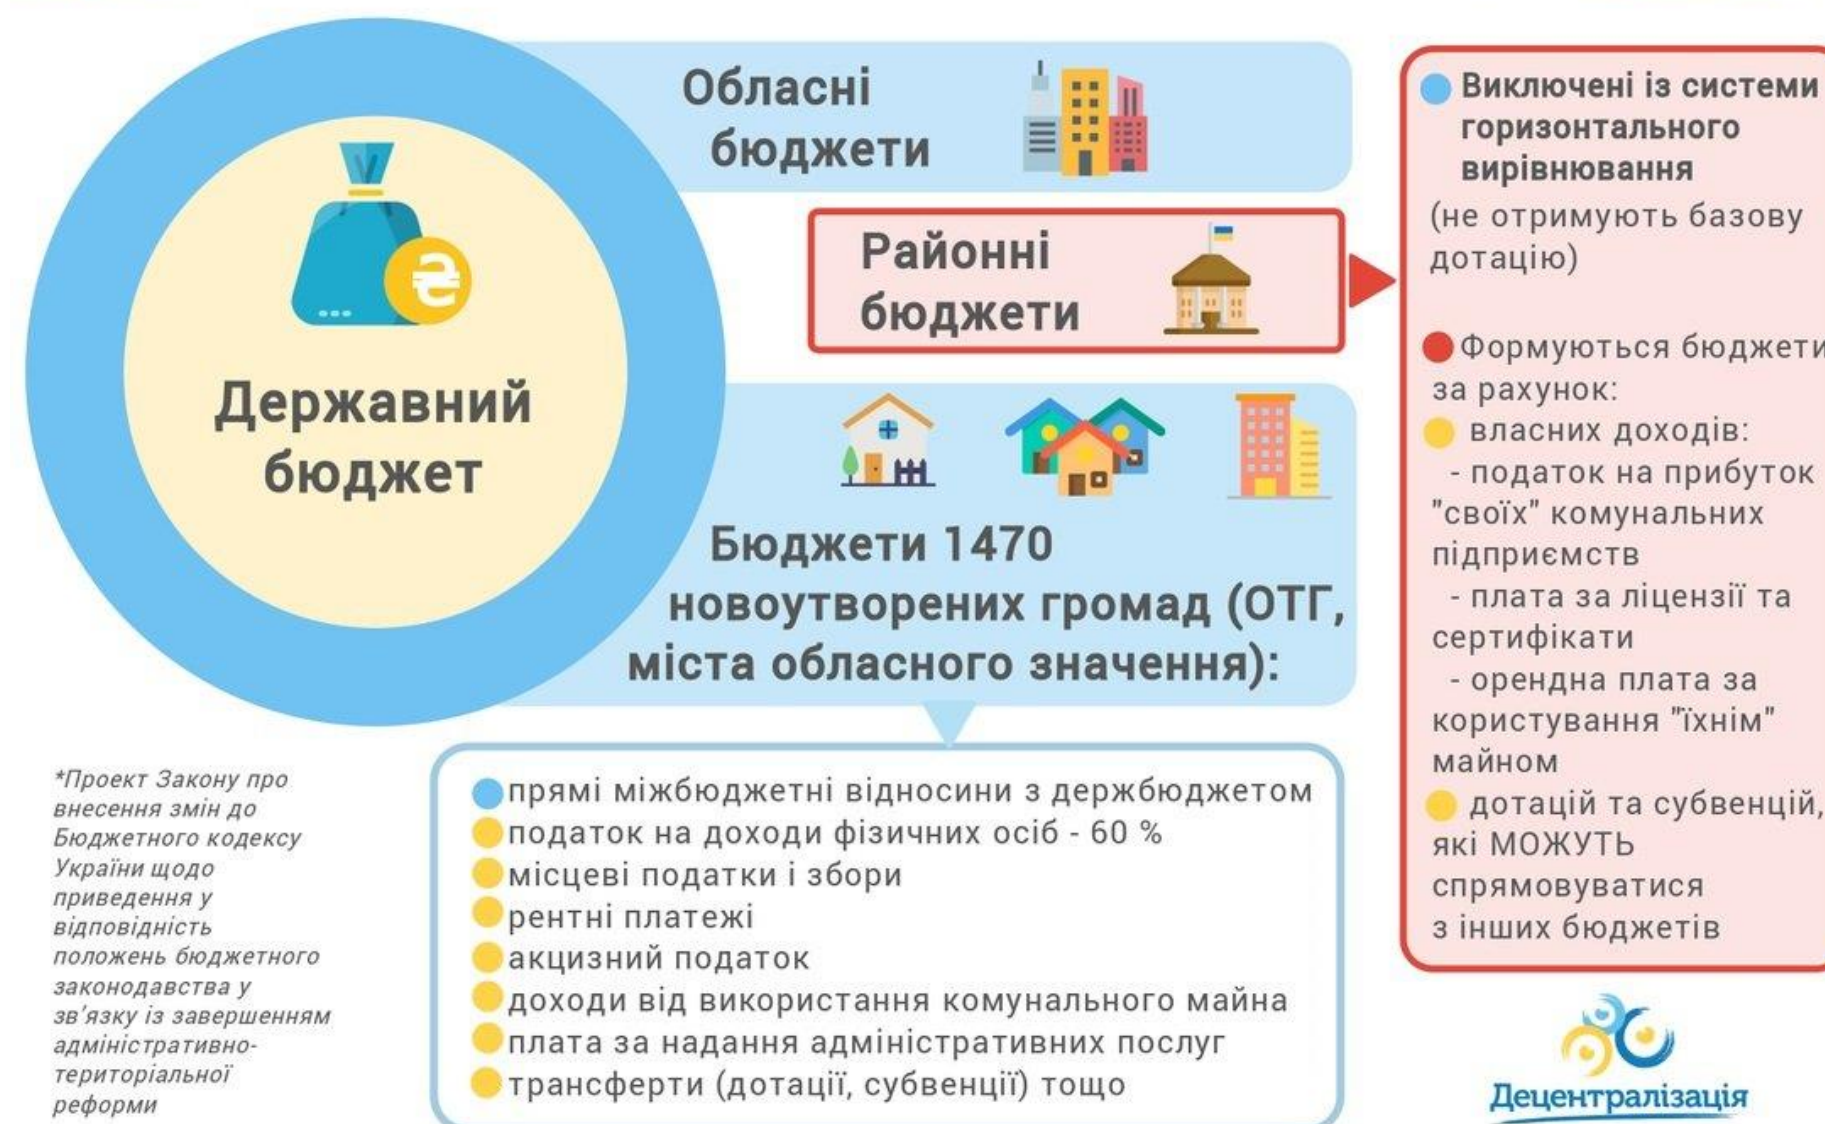 Державний
бюджет
Обласні
бюджети
Районні
бюджети
Бюджети 1470
новоутворених громад (ОТГ,
міста обласного значення):
прямі міжбюджетні відносини з держбюджетом
податок на доходи фізичних осіб - 60 %
місцеві податки і збори
рентні платежі
акцизний податок
доходи від використання комунального майна
плата за надання адміністративних послуг
трансферти (дотації, субвенції) тощо
Виключені із системи
горизонтального
вирівнювання
(не отримують базову
дотацію)
Формуються бюджети
за рахунок:
власних доходів:
- податок на прибуток
"своїх" комунальних
підприємств
- плата за ліцензії та
сертифікати
- орендна плата за
користування "їхнім"
майном
дотацій та субвенцій,
які МОЖУТЬ
спрямовуватися
з інших бюджетів
*Проект Закону про
внесення змін до
Бюджетного кодексу
України щодо
приведення у
відповідність
положень бюджетного
законодавства у
зв'язку із завершенням
адміністративно-
територіальної
реформи
Децентралізація